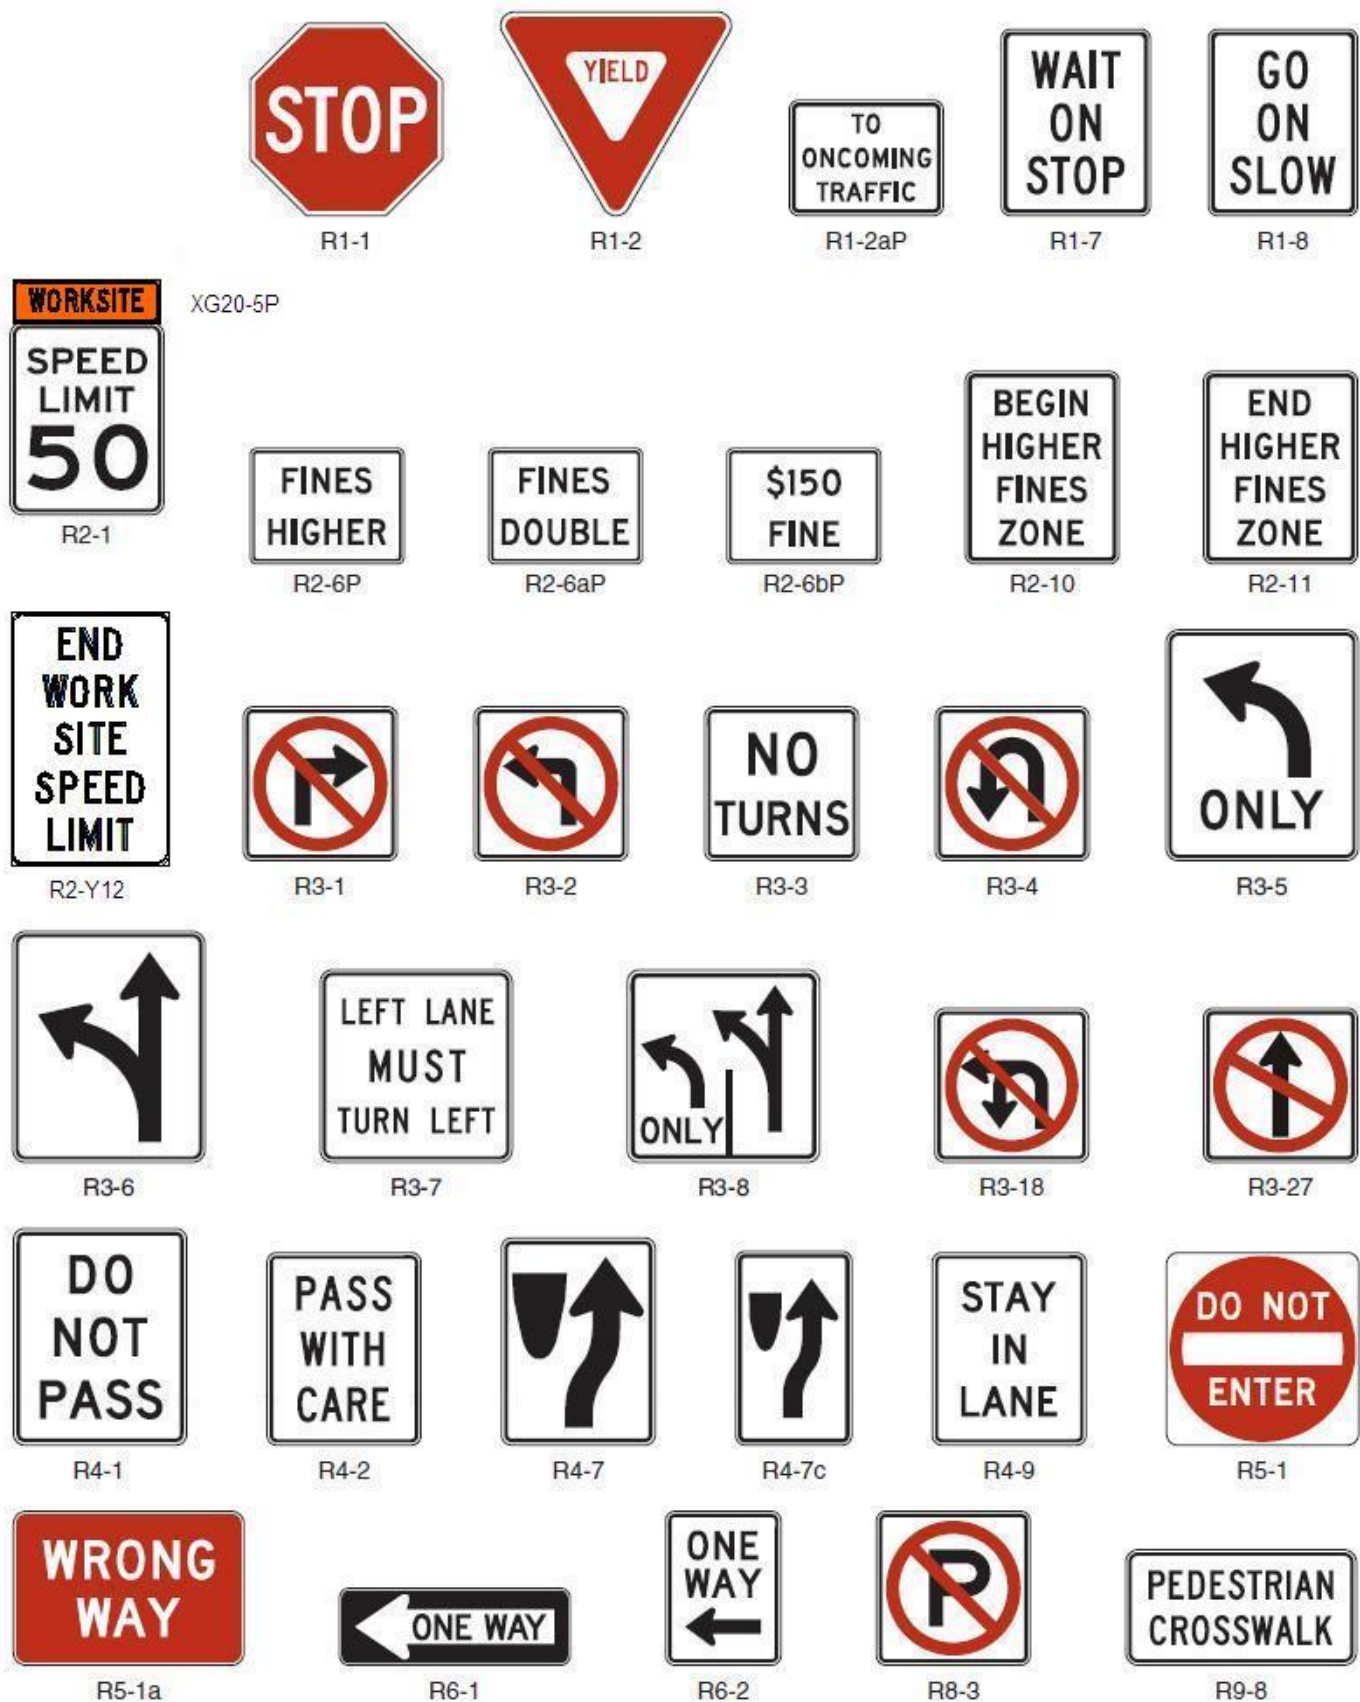 STOP
YIELD
TO
ONCOMING
TRAFFIC
WAIT
ON
STOP
GO
ON
SLOW
R1-1
R1-2
R1-2aP
R1-7
R1-8
WORKSITE
XG20-5P
SPEED
LIMIT
50
R2-1
FINES
HIGHER
R2-6P
FINES
DOUBLE
R2-6aP
$150
FINE
R2-6bP
BEGIN
HIGHER
FINES
ZONE
R2-10
END
HIGHER
FINES
ZONE
R2-11
END
WORK
SITE
SPEED
LIMIT
R2-Y12
R3-1
R3-2
NO
TURNS
R3-3
R3-4
ONLY
R3-5
R3-6
LEFT LANE
MUST
TURN LEFT
R3-7
ONLY
R3-8
R3-18
R3-27
DO
NOT
PASS
R4-1
PASS
WITH
CARE
R4-2
R4-7
R4-7c
STAY
IN
LANE
R4-9
DO NOT
ENTER
R5-1
WRONG
WAY
R5-1a
ONE WAY
R6-1
ONE
WAY
R6-2
P
R8-3
PEDESTRIAN
CROSSWALK
R9-8